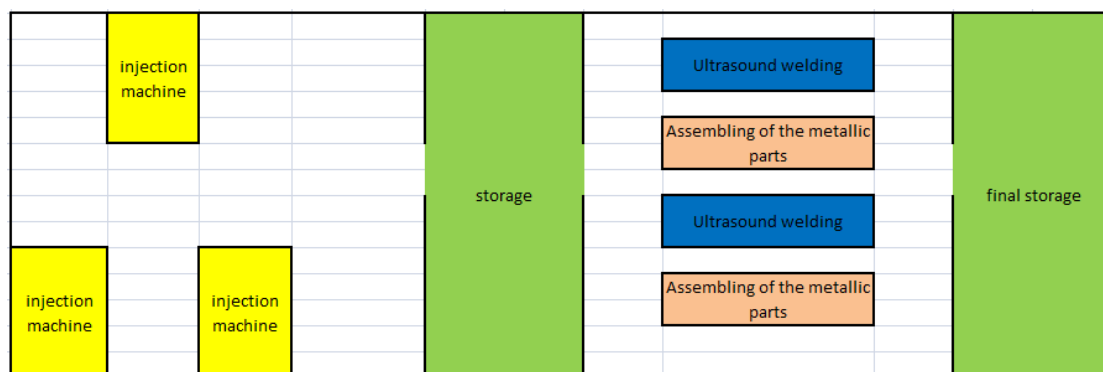 injection
machine
Ultrasound welding
Assembling of the metallic
parts
storage
final storage
Ultrasound welding
injection
machine
injection
machine
Assembling of the metallic
parts